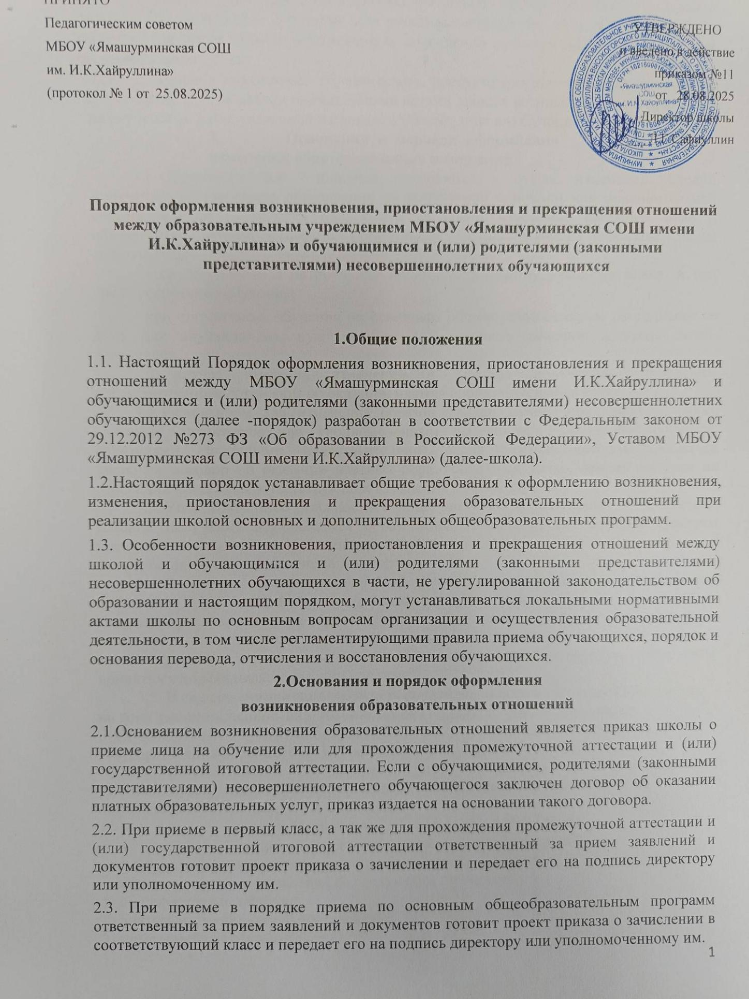 ПРИНЯТО
Педагогическим советом
МБОУ «Ямашурминская СОШ
им. И.К.Хайруллина»
(протокол № 1 от 25.08.2025)
УТВЕРЖДЕНО
и введено в действие
приказом №11
от 28.08.2025
Директор школы
Сафиуллин
«Ямашурминская
СОШ
им. И.К. Хайруллина»
Порядок оформления возникновения, приостановления и прекращения отношений
между образовательным учреждением МБОУ «Ямашурминская СОШ имени
И.К.Хайруллина» и обучающимися и (или) родителями (законными
представителями) несовершеннолетних обучающихся
1.Общие положения
1.1. Настоящий Порядок оформления возникновения, приостановления и прекращения
отношений между МБОУ «Ямашурминская СОШ имени И.К.Хайруллина» и
обучающимися и (или) родителями (законными представителями) несовершеннолетних
обучающихся (далее -порядок) разработан в соответствии с Федеральным законом от
29.12.2012 №273 ФЗ «Об образовании в Российской Федерации», Уставом МБОУ
«Ямашурминская СОШ имени И.К.Хайруллина» (далее-школа).
1.2.Настоящий порядок устанавливает общие требования к оформлению возникновения,
изменения, приостановления и прекращения образовательных отношений при
реализации школой основных и дополнительных общеобразовательных программ.
1.3. Особенности возникновения, приостановления и прекращения отношений между
школой и обучающимися и (или) родителями (законными представителями)
несовершеннолетних обучающихся в части, не урегулированной законодательством об
образовании и настоящим порядком, могут устанавливаться локальными нормативными
актами школы по основным вопросам организации и осуществления образовательной
деятельности, в том числе регламентирующими правила приема обучающихся, порядок и
основания перевода, отчисления и восстановления обучающихся.
2.Основания и порядок оформления
возникновения образовательных отношений
2.1.Основанием возникновения образовательных отношений является приказ школы о
приеме лица на обучение или для прохождения промежуточной аттестации и (или)
государственной итоговой аттестации. Если с обучающимися, родителями (законными
представителями) несовершеннолетнего обучающегося заключен договор об оказании
платных образовательных услуг, приказ издается на основании такого договора.
2.2. При приеме в первый класс, а так же для прохождения промежуточной аттестации и
(или) государственной итоговой аттестации ответственный за прием заявлений и
документов готовит проект приказа о зачислении и передает его на подпись директору
или уполномоченному им.
2.3. При приеме в порядке приема по основным общеобразовательным программ
ответственный за прием заявлений и документов готовит проект приказа о зачислении в
соответствующий класс и передает его на подпись директору или уполномоченному им.
1